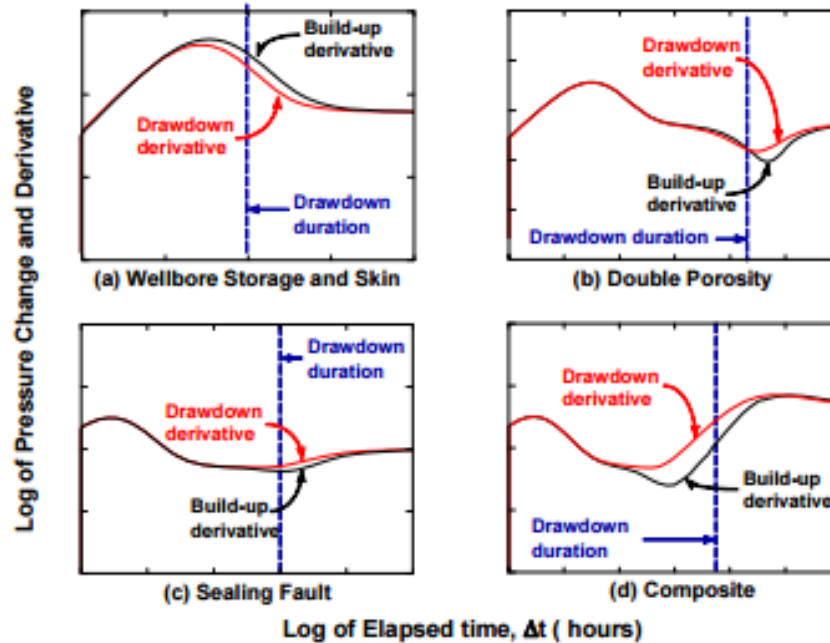 Log of Pressure Change and Derivative
Build-up
derivative
Drawdown
derivative
Drawdown
duration
(a) Wellbore Storage and Skin
Drawdown
derivative
Build-up
derivative
Drawdown duration
(b) Double Porosity
Drawdown
duration
Drawdown
derivative
Build-up
derivative
(c) Sealing Fault
Drawdown
derivative
Build-up
derivative
Drawdown
duration
(d) Composite
Log of Elapsed time, Δt ( hours)